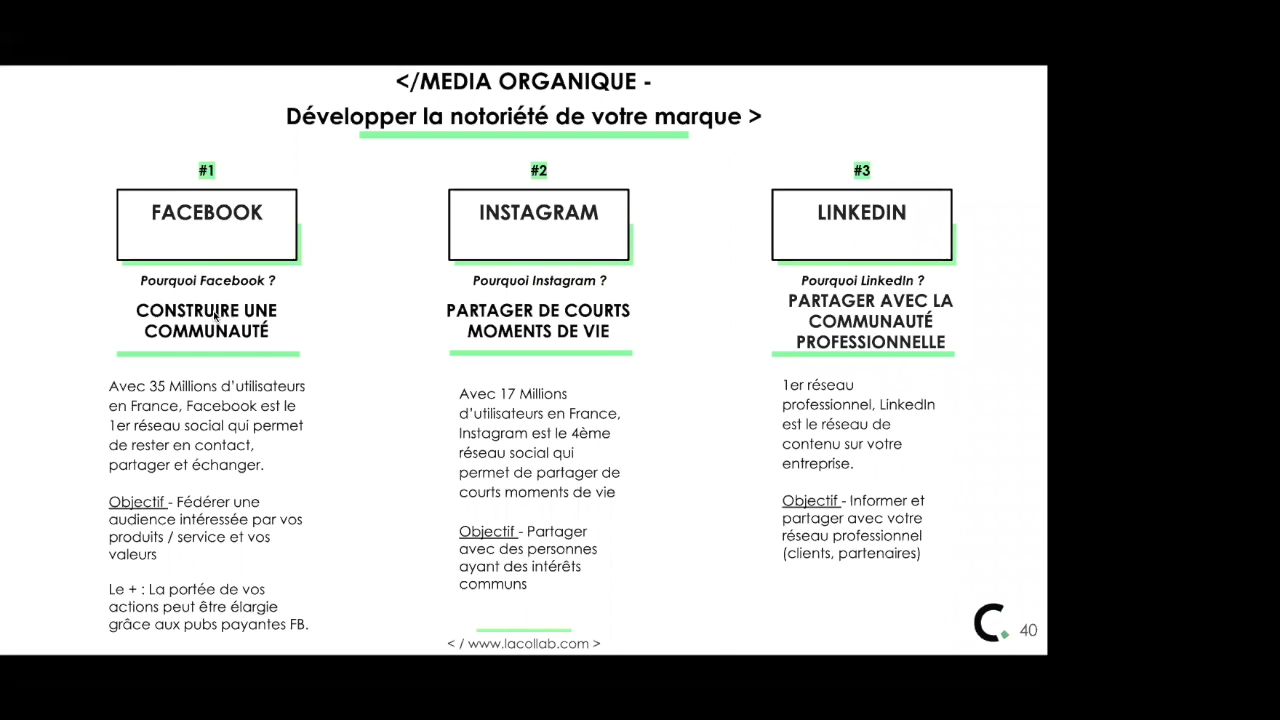 </MEDIA ORGANIQUE -
Développer la notoriété de votre marque >
#1
FACEBOOK
Pourquoi Facebook ?
CONSTRUIRE UNE
COMMUNAUTÉ
Avec 35 Millions d'utilisateurs
en France, Facebook est le
1er réseau social qui permet
de rester en contact,
partager et échanger.
Objectif - Fédérer une
audience intéressée par vos
produits / service et vos
valeurs
Le + : La portée de vos
actions peut être élargie
grâce aux pubs payantes FB.
#2
INSTAGRAM
Pourquoi Instagram ?
PARTAGER DE COURTS
MOMENTS DE VIE
Avec 17 Millions
d'utilisateurs en France,
Instagram est le 4ème
réseau social qui
permet de partager de
courts moments de vie
Objectif - Partager
avec des personnes
ayant des intérêts
communs
#3
LINKEDIN
Pourquoi LinkedIn ?
PARTAGER AVEC LA
COMMUNAUTÉ
PROFESSIONNELLE
1er réseau
professionnel, LinkedIn
est le réseau de
contenu sur votre
entreprise.
Objectif - Informer et
partager avec votre
réseau professionnel
(clients, partenaires)
< / www.lacollab.com >
C.
40